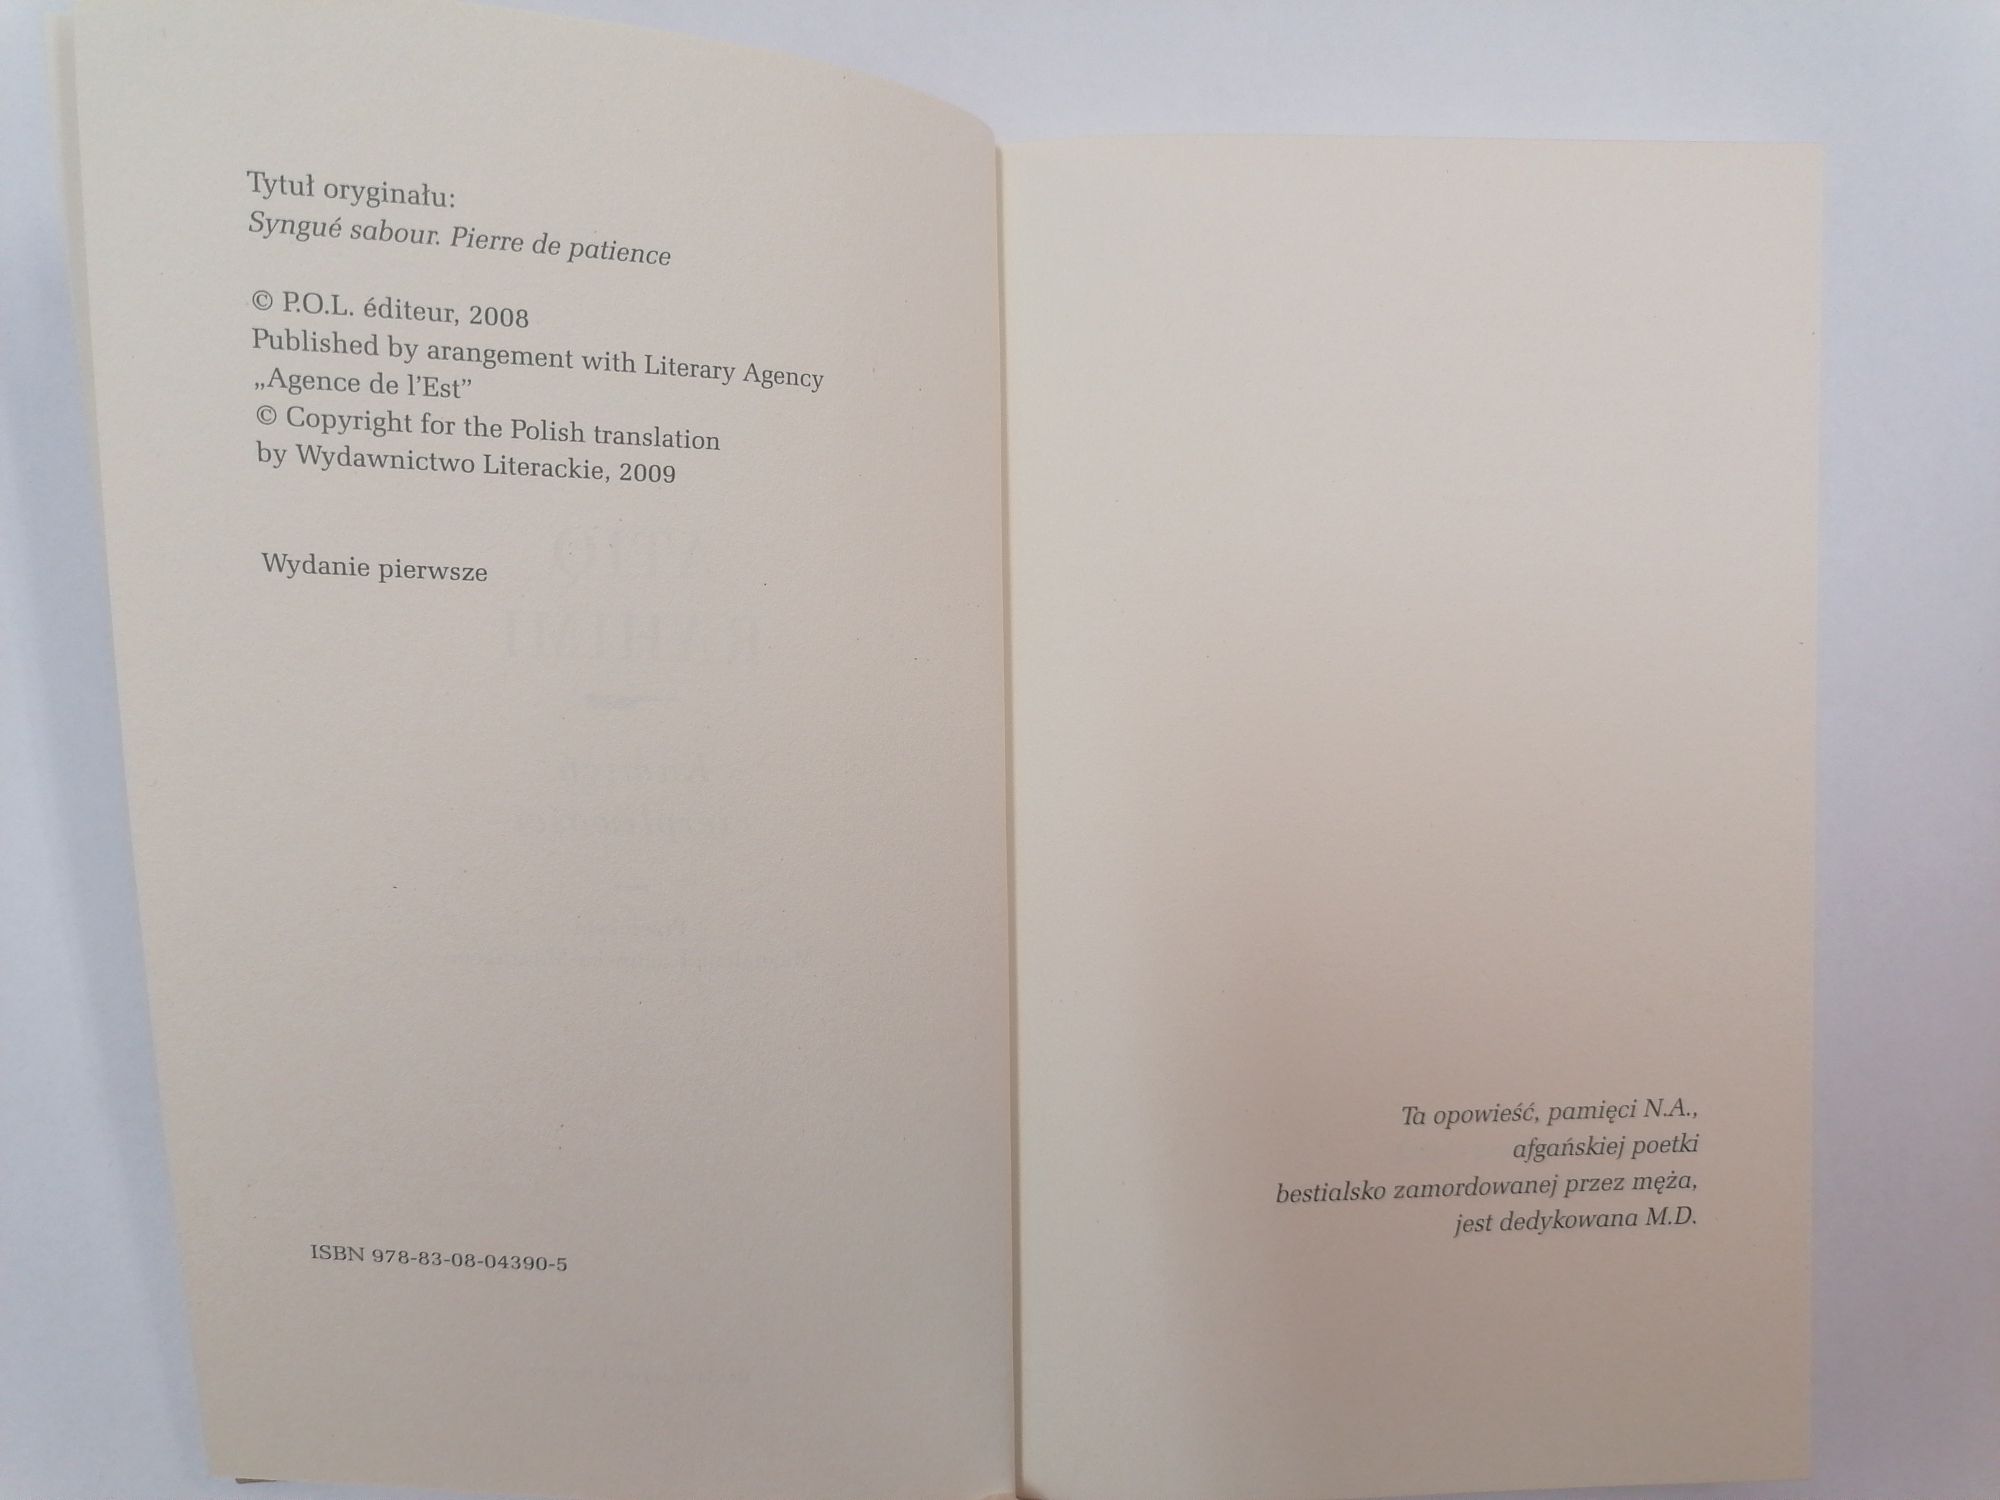 Tytuł oryginału:
Syngué sabour. Pierre de patience
© P.O.L. éditeur, 2008
Published by arangement with Literary Agency
„Agence de l'Est”
© Copyright for the Polish translation
by Wydawnictwo Literackie, 2009
Wydanie pierwsze
ISBN 978-83-08-04390-5
Ta opowieść, pamięci N.A.,
afgańskiej poetki
bestialsko zamordowanej przez męża,
jest dedykowana M.D.